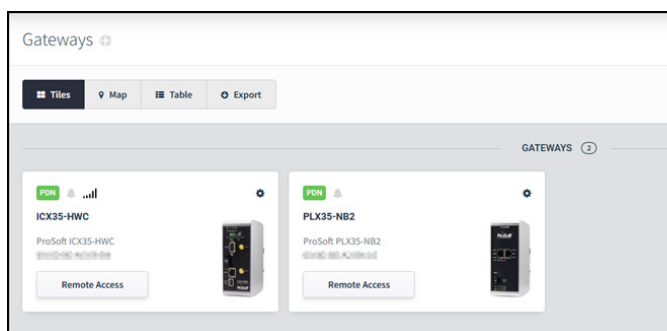 Gateways
Tiles
Map
Table
Export
GATEWAYS 2
PDN
ICX35-HWC
ProSoft ICX35-HWC
Remote Access
PDN
PLX35-NB2
ProSoft PLX35-NB2
Remote Access